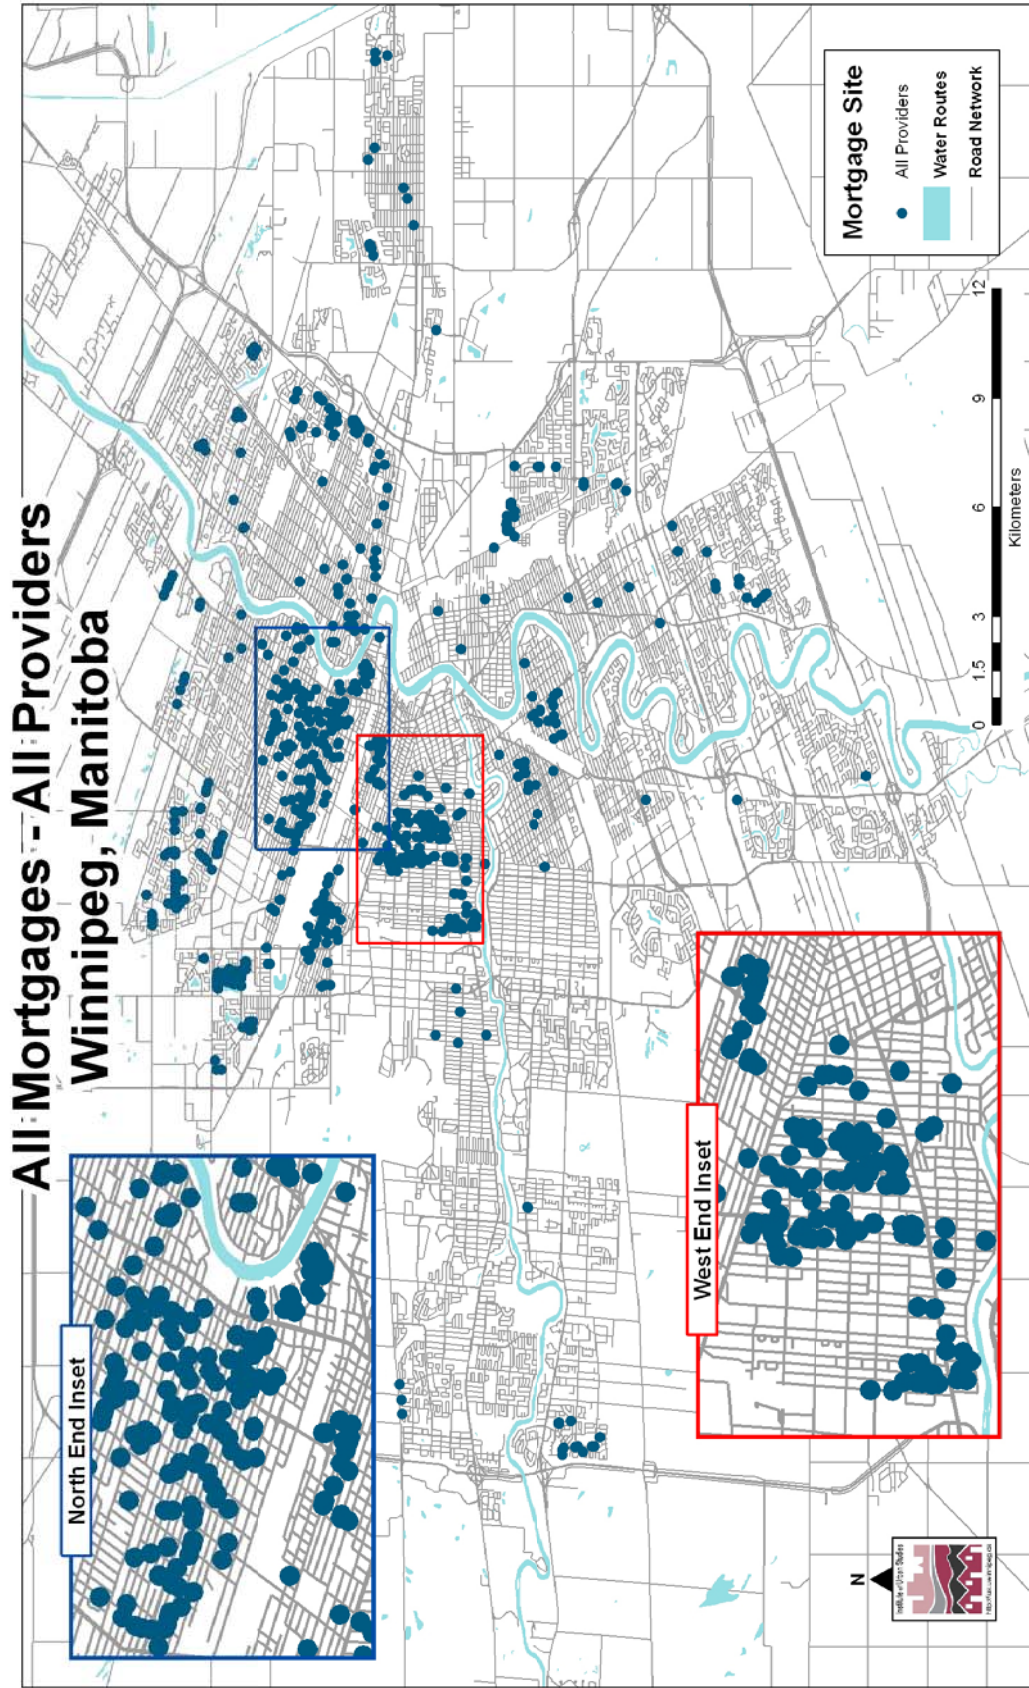 All Mortgages - All Providers
Winnipeg, Manitoba
North End Inset
West End Inset
Mortgage Site
All Providers
Water Routes
Road Network
0 1.5 3 6 9 12
Kilometers
N
Institute of Urban Studies